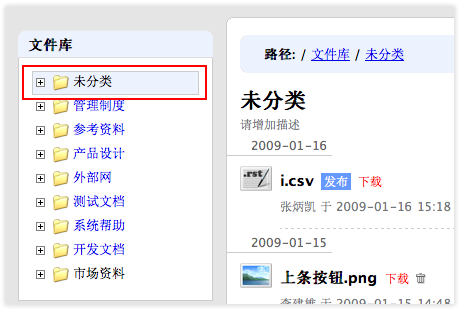 文件库
未分类
管理制度
参考资料
产品设计
外部网
测试文档
系统帮助
开发文档
市场资料
路径: / 文件库 / 未分类
未分类
请增加描述
2009-01-16
.rst
i.csv 发布 下载
张炳凯 于 2009-01-16 15:18
2009-01-15
上条按钮.png 下载
于 2009-01-15 14:48